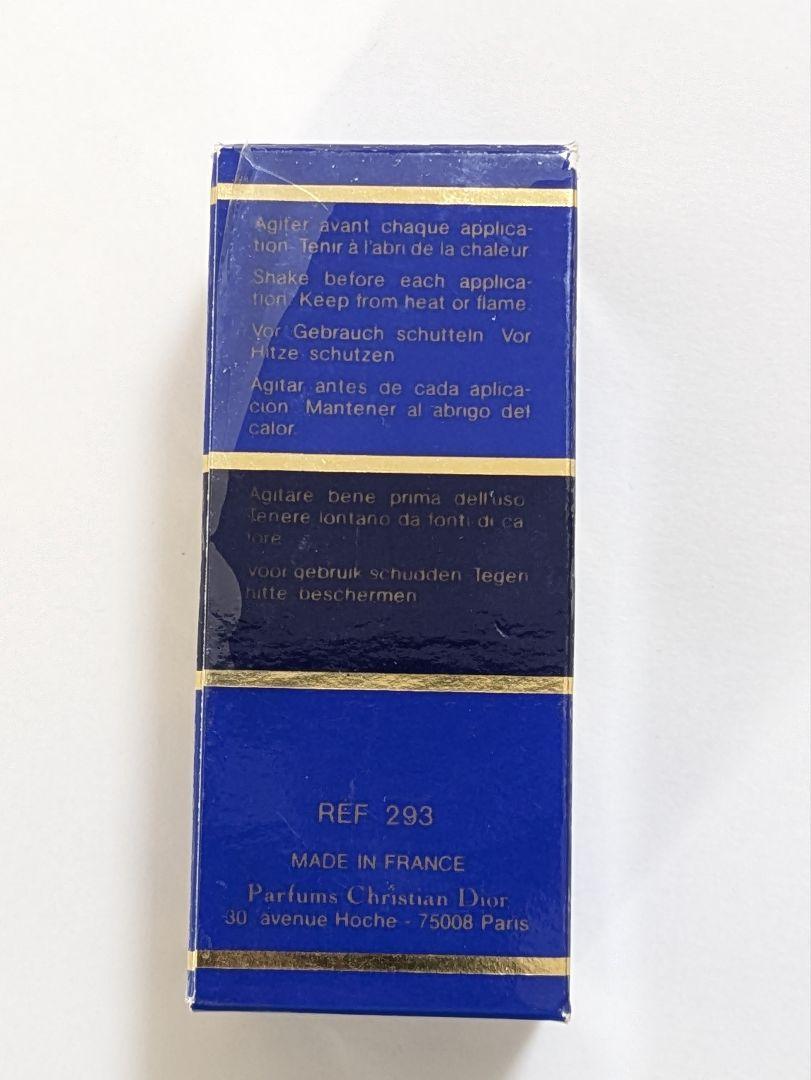 Agiter avant chaque applica-
tion Tenir à l'abri de la chaleur
Shake before each applica-
tion Keep from heat or flame.
Vor Gebrauch schutteln Vor
Hitze schutzen
Agitar antes de cada aplica-
cion Mantener al abrigo del
calor.
Agitare bene prima dell'uso
Tenere lontano da fonti di ca
lore
Voor gebruik schudden Tegen
hitte beschermen
REF 293
MADE IN FRANCE
Parfums Christian Dior
30 avenue Hoche - 75008 Paris